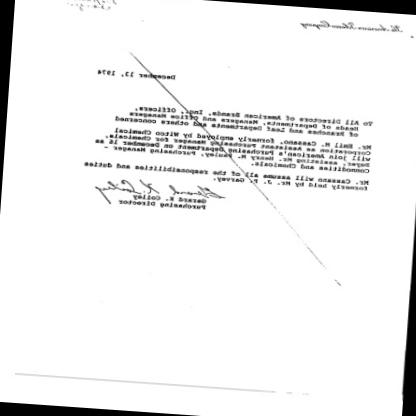 The American Tobacco Company
December 13, 1974
To All Directors of American Brands, Inc., Officers,
Heads of Departments, Managers and Office Managers
of Branches and Leaf Departments and others concerned
Mr. Emil M. Cassano, formerly employed by Witco Chemical
Corporation as Assistant Purchasing Manager for Chemicals,
will join American's Purchasing Department on December 16 as
Buyer, assisting Mr. Henry M. Purchasing Manager -
Commodities and Chemicals.
Mr. Cassano will assume all of the responsibilities and duties
formerly held by Mr. J. P. Garvey.
Gerard K. Coiley
Purchasing Director